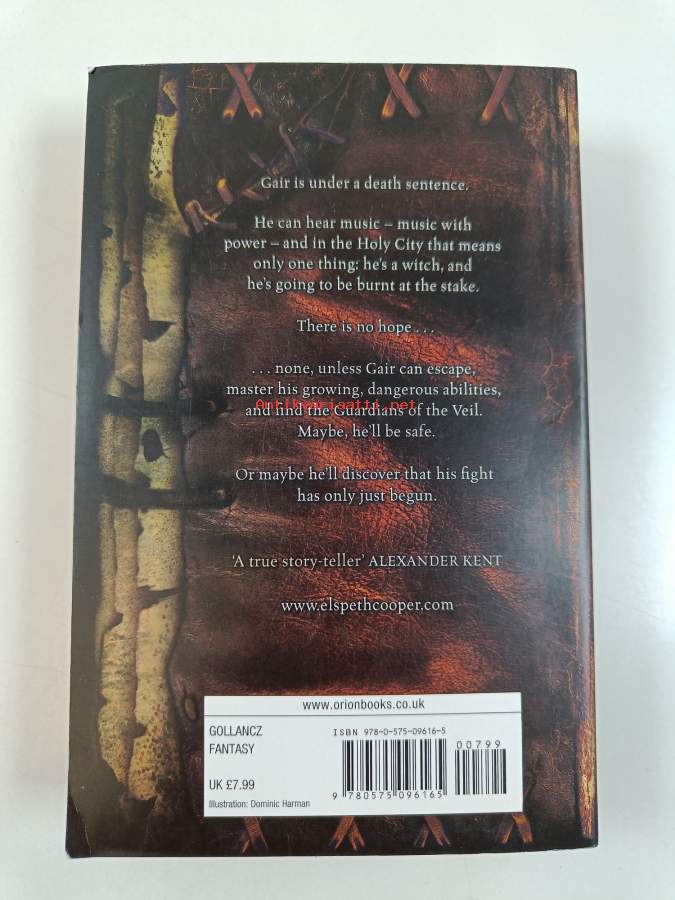 Gair is under a death sentence.
He can hear music – music with
power – and in the Holy City that means
only one thing: he's a witch, and
he's going to be burnt at the stake.
There is no hope . . .
. . . none, unless Gair can escape,
master his growing, dangerous abilities,
Antikvariaatti.net
and find the Guardians of the Veil.
Maybe, he'll be safe.
Or maybe he'll discover that his fight
has only just begun.
'A true story-teller' ALEXANDER KENT
www.elspethcooper.com
www.orionbooks.co.uk
GOLLANCZ
FANTASY
UK £7.99
Illustration: Dominic Harman
ISBN 978-0-575-09616-5
00799
9 780575 096165